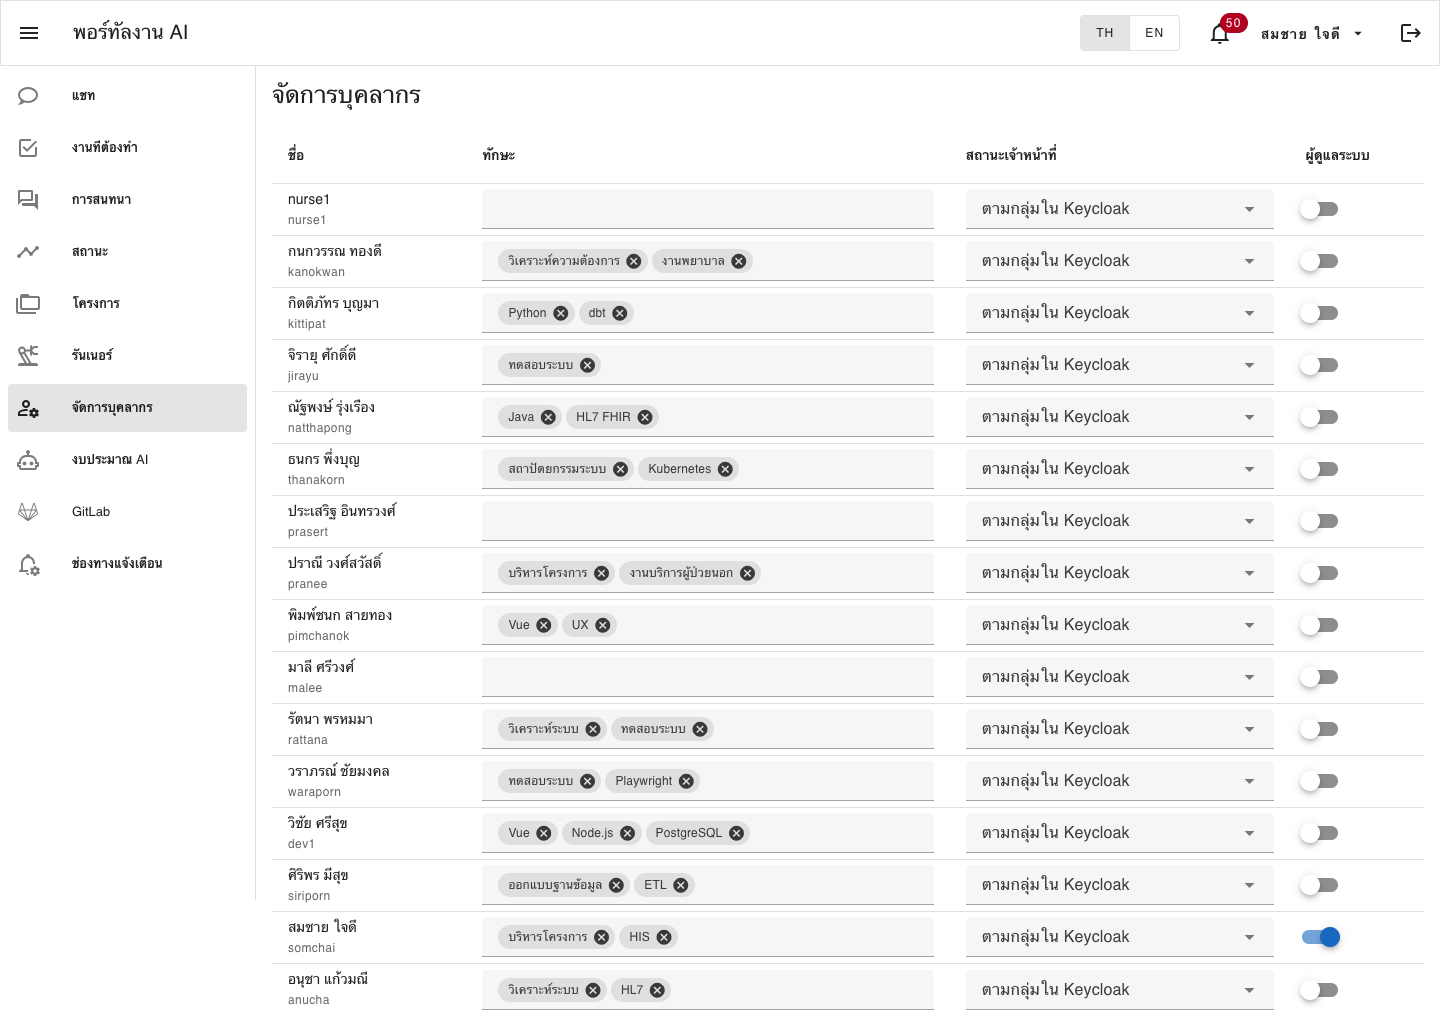 พอร์ทัลงาน AI
TH
EN
50
สมชาย ใจดี
แชท
งานที่ต้องทำ
การสนทนา
สถานะ
โครงการ
รันเนอร์
จัดการบุคลากร
งบประมาณ AI
GitLab
ช่องทางแจ้งเตือน
จัดการบุคลากร
ชื่อ ทักษะ สถานะเจ้าหน้าที่ ผู้ดูแลระบบ
nurse1 ตามกลุ่มใน Keycloak
nurse1
กนกวรรณ ทองดี วิเคราะห์ความต้องการ งานพยาบาล ตามกลุ่มใน Keycloak
kanokwan
กิตติภัทร บุญมา Python dbt ตามกลุ่มใน Keycloak
kittipat
จิรายุ ศักดิ์ดี ทดสอบระบบ ตามกลุ่มใน Keycloak
jirayu
ณัฐพงษ์ รุ่งเรือง Java HL7 FHIR ตามกลุ่มใน Keycloak
natthapong
ธนกร พึ่งบุญ สถาปัตยกรรมระบบ Kubernetes ตามกลุ่มใน Keycloak
thanakorn
ประเสริฐ อินทรวงศ์ ตามกลุ่มใน Keycloak
prasert
ปราณี วงศ์สวัสดิ์ บริหารโครงการ งานบริการผู้ป่วยนอก ตามกลุ่มใน Keycloak
pranee
พิมพ์ชนก สายทอง Vue UX ตามกลุ่มใน Keycloak
pimchanok
มาลี ศรีวงศ์ ตามกลุ่มใน Keycloak
malee
รัตนา พรหมมา วิเคราะห์ระบบ ทดสอบระบบ ตามกลุ่มใน Keycloak
rattana
วราภรณ์ ชัยมงคล ทดสอบระบบ Playwright ตามกลุ่มใน Keycloak
waraporn
วิชัย ศรีสุข Vue Node.js PostgreSQL ตามกลุ่มใน Keycloak
dev1
ศิริพร มีสุข ออกแบบฐานข้อมูล ETL ตามกลุ่มใน Keycloak
siriporn
สมชาย ใจดี บริหารโครงการ HIS ตามกลุ่มใน Keycloak
somchai
อนุชา แก้วมณี วิเคราะห์ระบบ HL7 ตามกลุ่มใน Keycloak
anucha